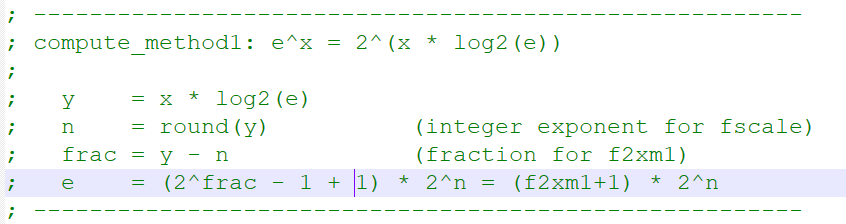 ; ----------------------------------------------------------
; compute_method1: e^x = 2^(x * log2(e))
;
;   y    = x * log2(e)
;   n    = round(y)           (integer exponent for fscale)
;   frac = y - n              (fraction for f2xm1)
;   e    = (2^frac - 1 + 1) * 2^n = (f2xm1+1) * 2^n
; ----------------------------------------------------------